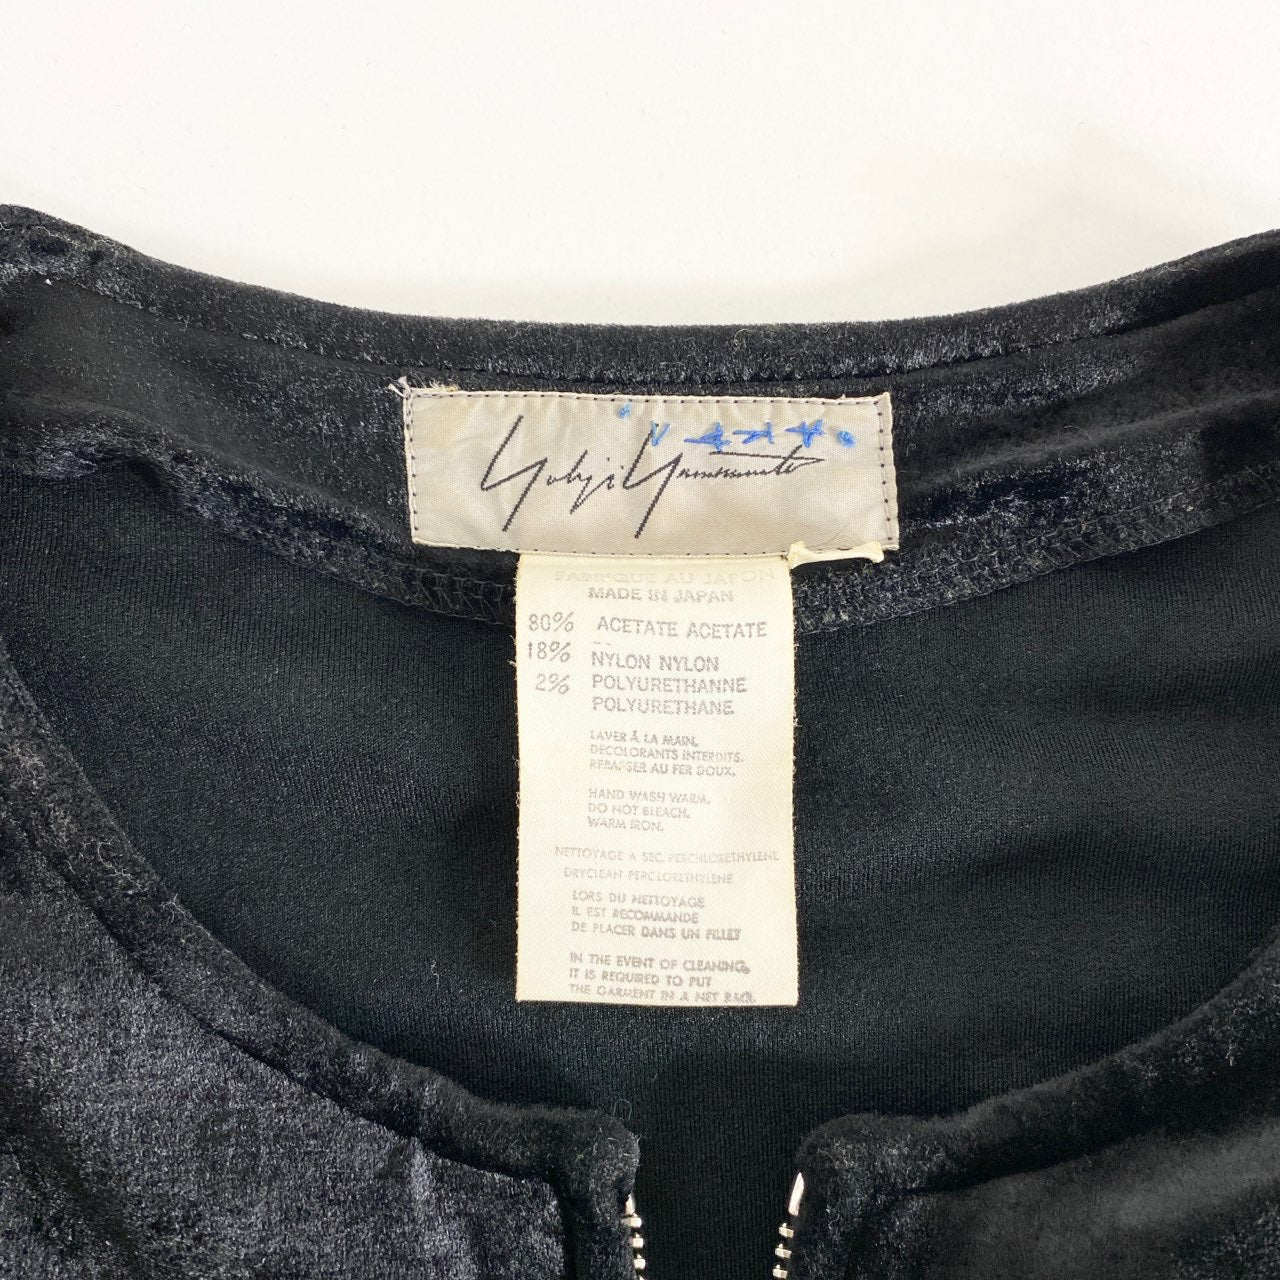 Yohji Yamamoto
FABRIQUE AU JAPON
MADE IN JAPAN
80% ACETATE ACETATE
18% NYLON NYLON
2% POLYURETHANNE
POLYURETHANE
LAVER À LA MAIN.
DECOLORANTS INTERDITS.
REPASSER AU FER DOUX.
HAND WASH WARM.
DO NOT BLEACH.
WARM IRON.
NETTOYAGE A SEC. PERCHLORETHYLENE
DRYCLEAN PERCLORETHYLENE
LORS DU NETTOYAGE
IL EST RECOMMANDE
DE PLACER DANS UN FILLET
IN THE EVENT OF CLEANING,
IT IS REQUIRED TO PUT
THE GARMENT IN A NET BAG.